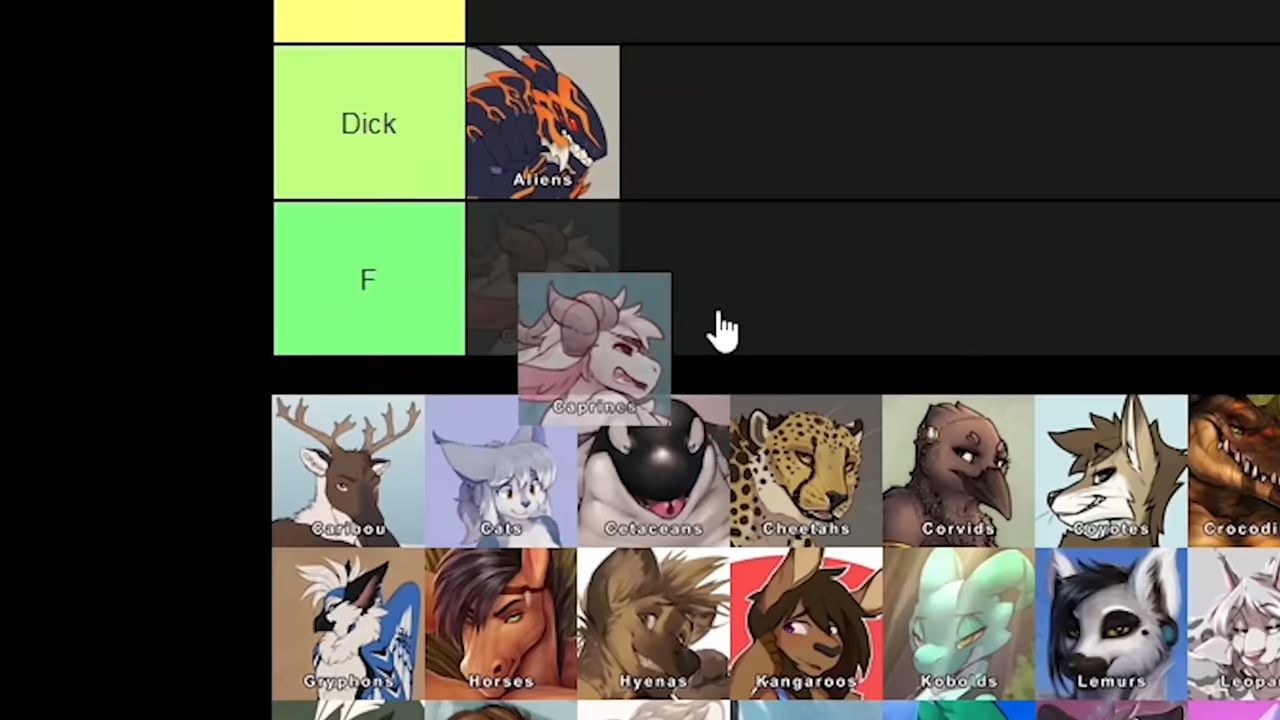 Dick
Aliens
F
Caprines
Caribou
Cats
Cetaceans
Cheetahs
Corvids
Coyotes
Crocodi
Gryphons
Horses
Hyenas
Kangaroos
Kobolds
Lemurs
Leopa